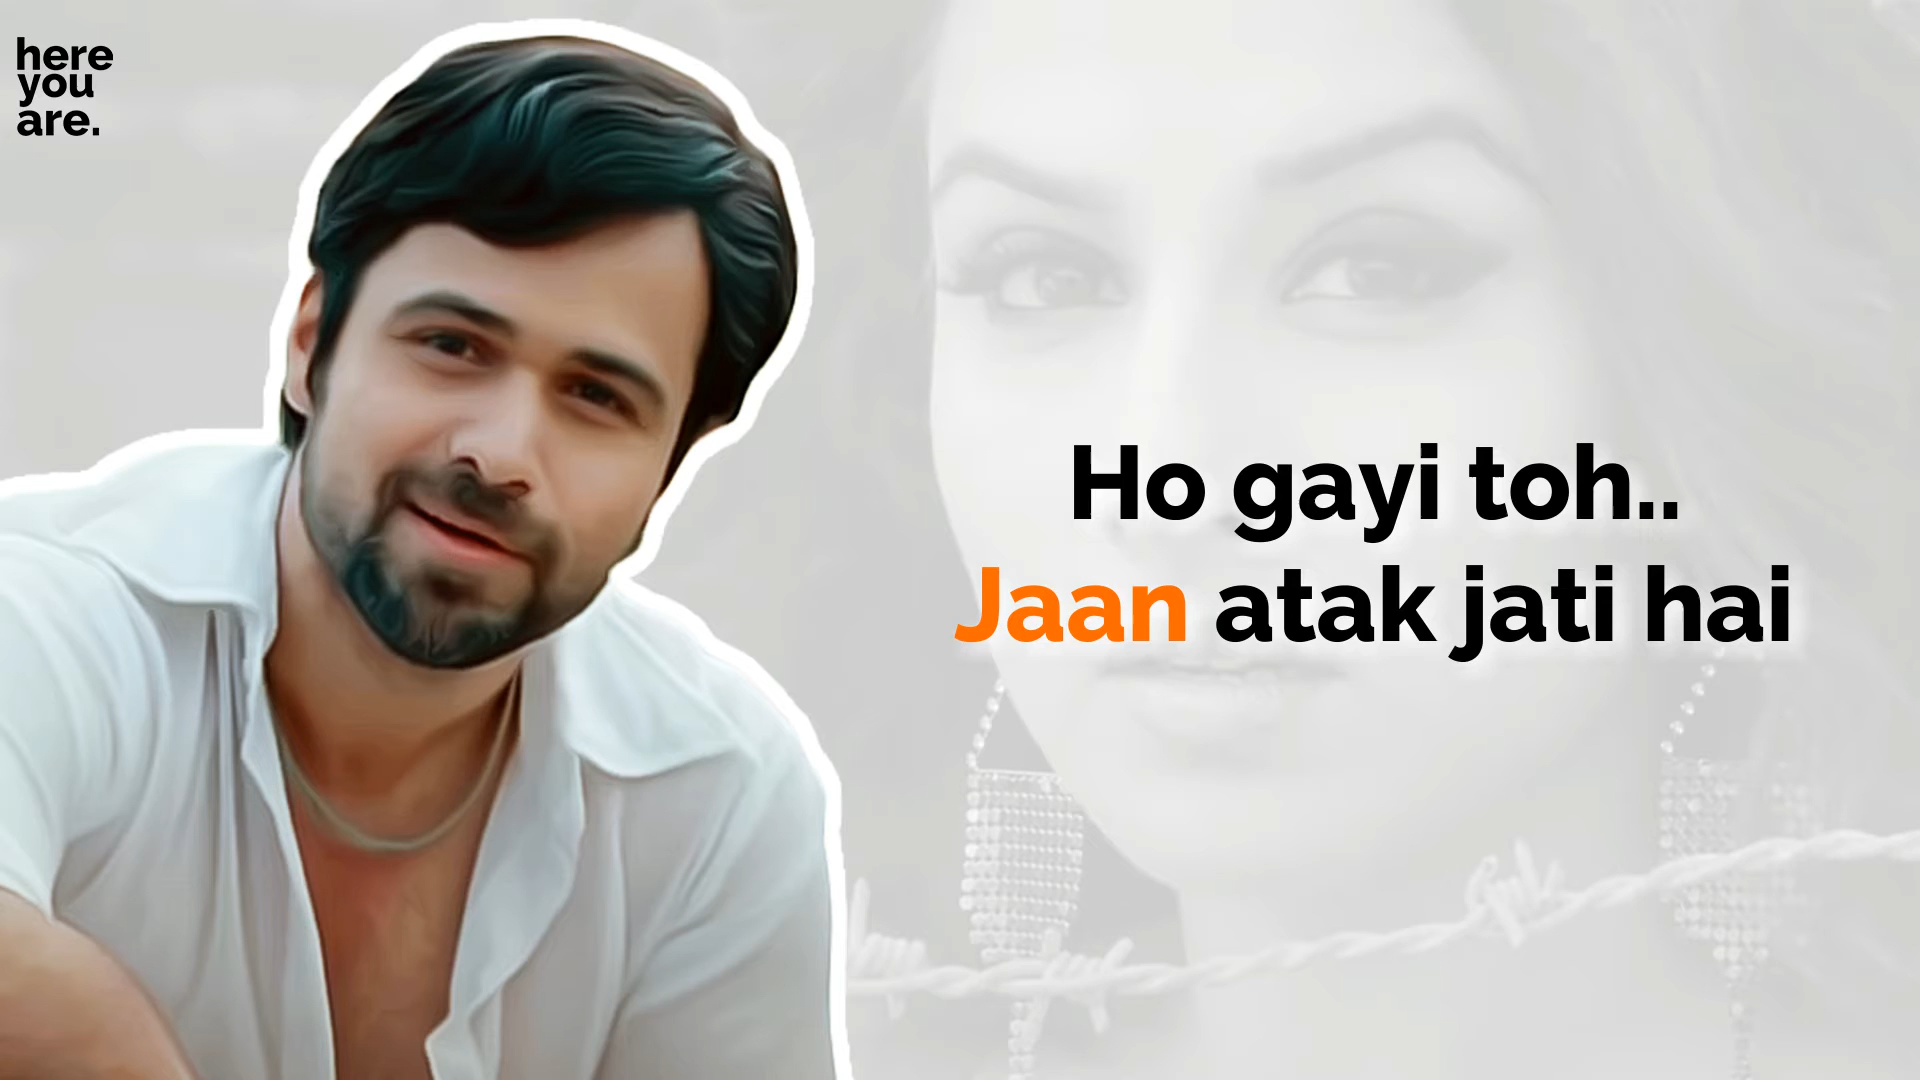 here
you
are.
Ho gayi toh..
Jaan atak jati hai